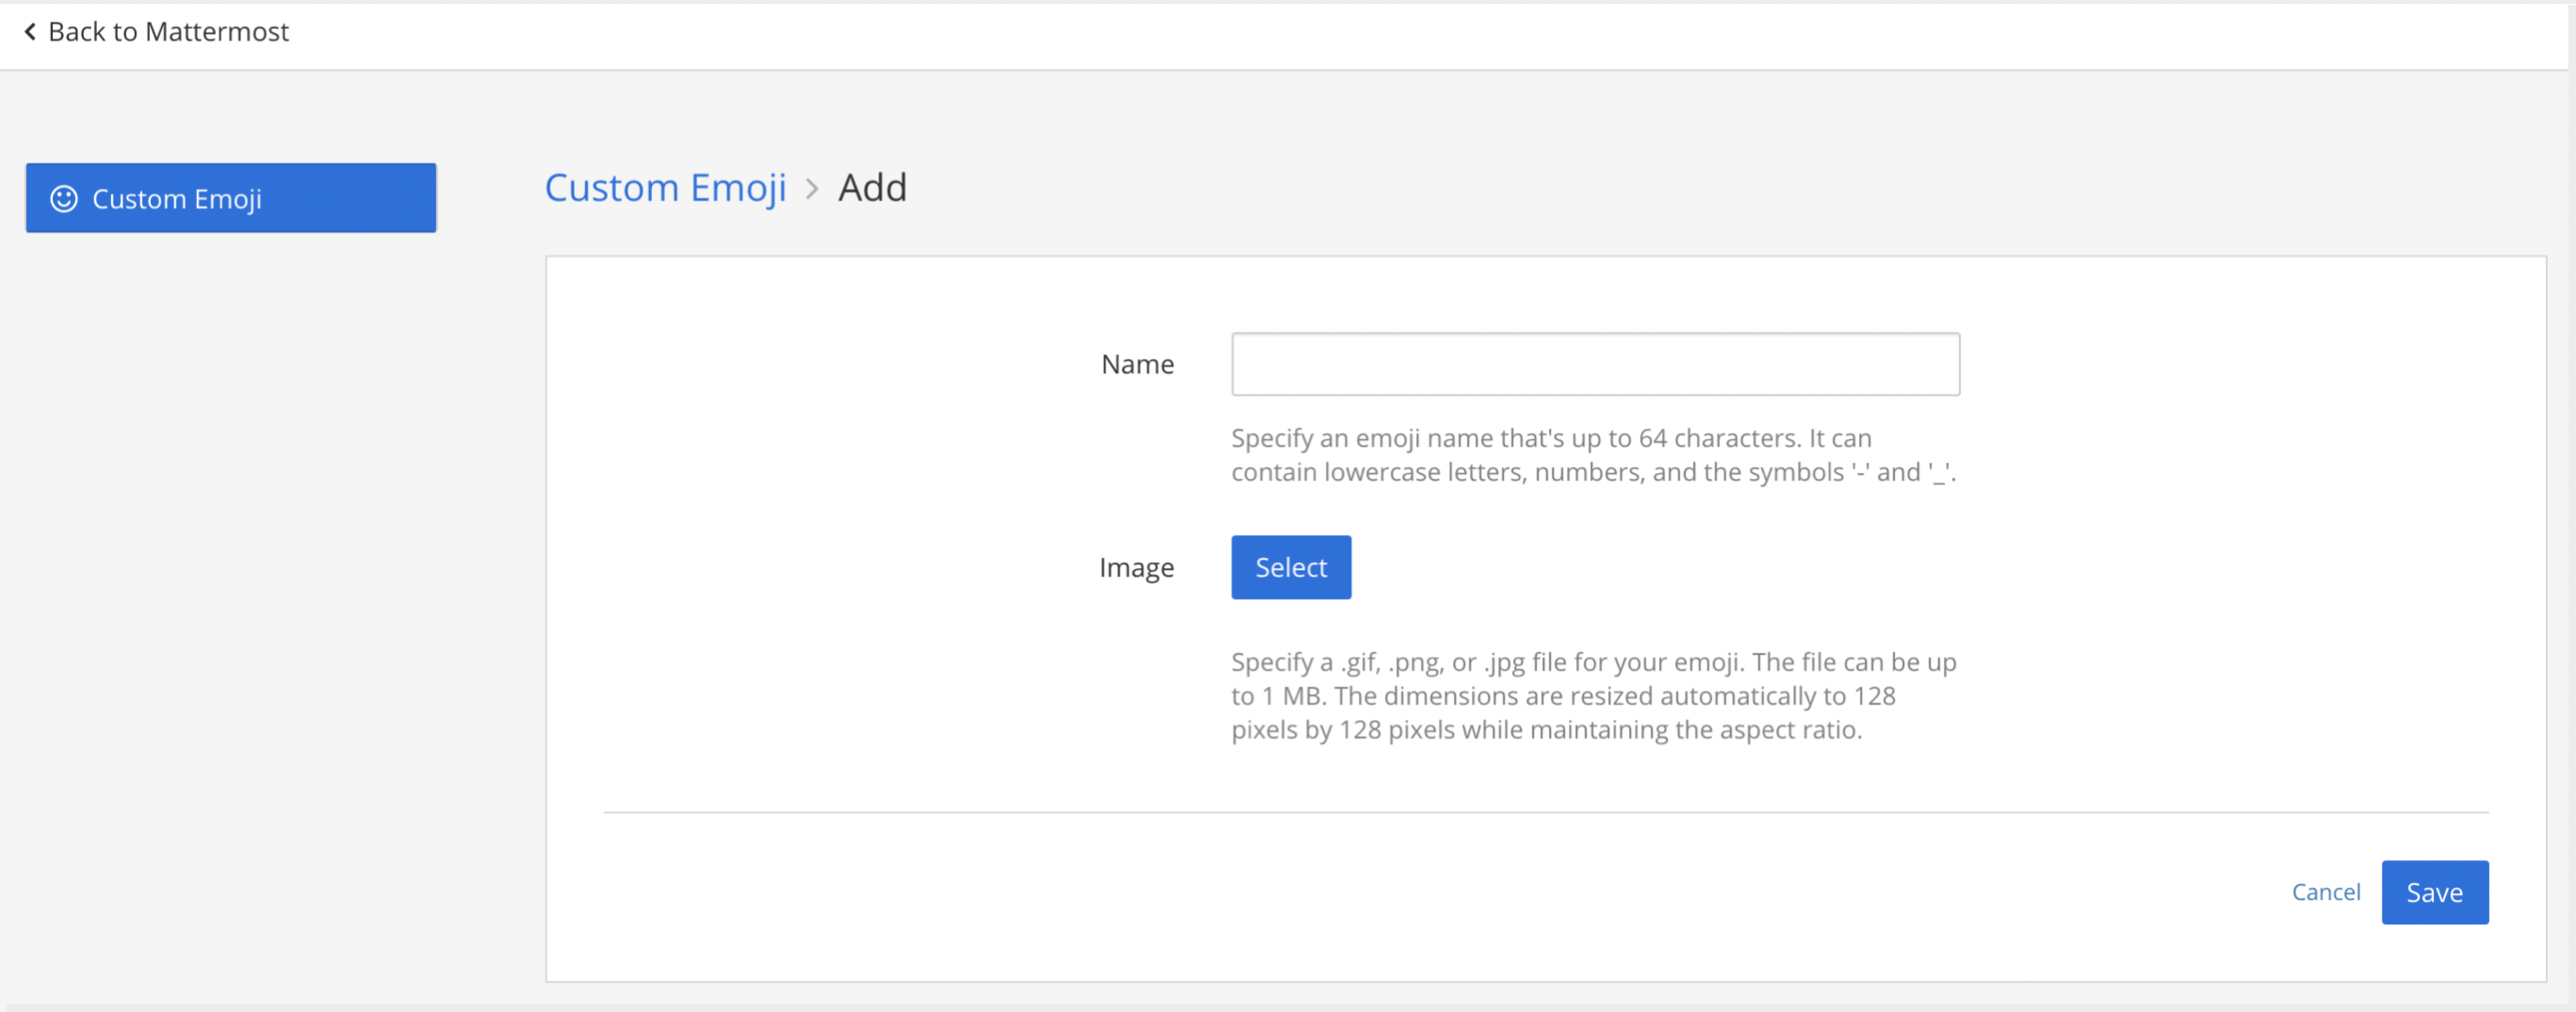 Back to Mattermost
Custom Emoji
Custom Emoji > Add
Name
Specify an emoji name that's up to 64 characters. It can
contain lowercase letters, numbers, and the symbols '-' and '_'.
Image
Select
Specify a .gif, .png, or .jpg file for your emoji. The file can be up
to 1 MB. The dimensions are resized automatically to 128
pixels by 128 pixels while maintaining the aspect ratio.
Cancel
Save